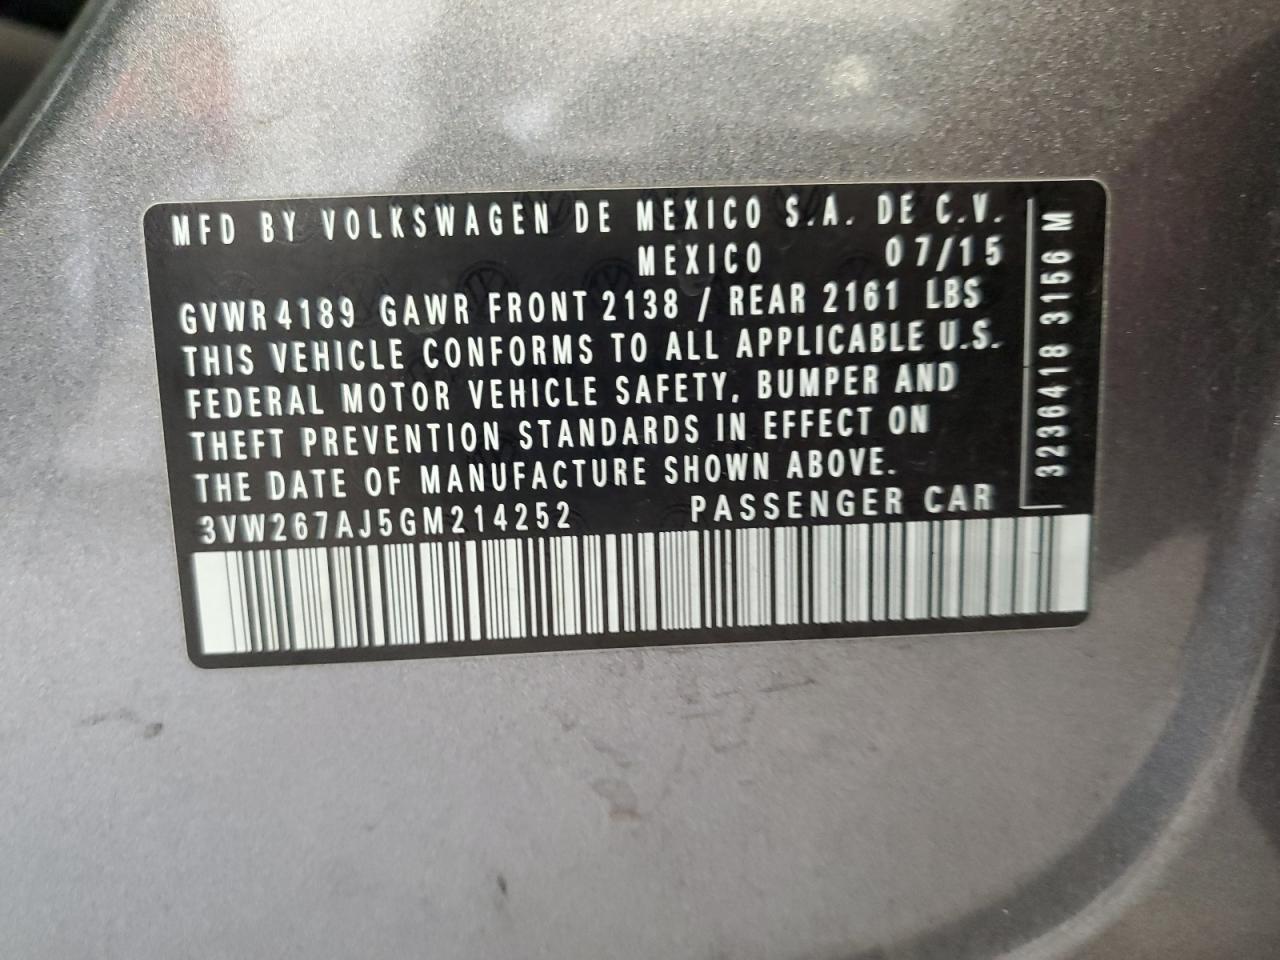 MFD BY VOLKSWAGEN DE MEXICO S.A. DE C.V.
MEXICO 07/15
GVWR 4189 GAWR FRONT 2138 / REAR 2161 LBS
THIS VEHICLE CONFORMS TO ALL APPLICABLE U.S.
FEDERAL MOTOR VEHICLE SAFETY, BUMPER AND
THEFT PREVENTION STANDARDS IN EFFECT ON
THE DATE OF MANUFACTURE SHOWN ABOVE.
3VW267AJ5GM214252 PASSENGER CAR
3236418 3156 M